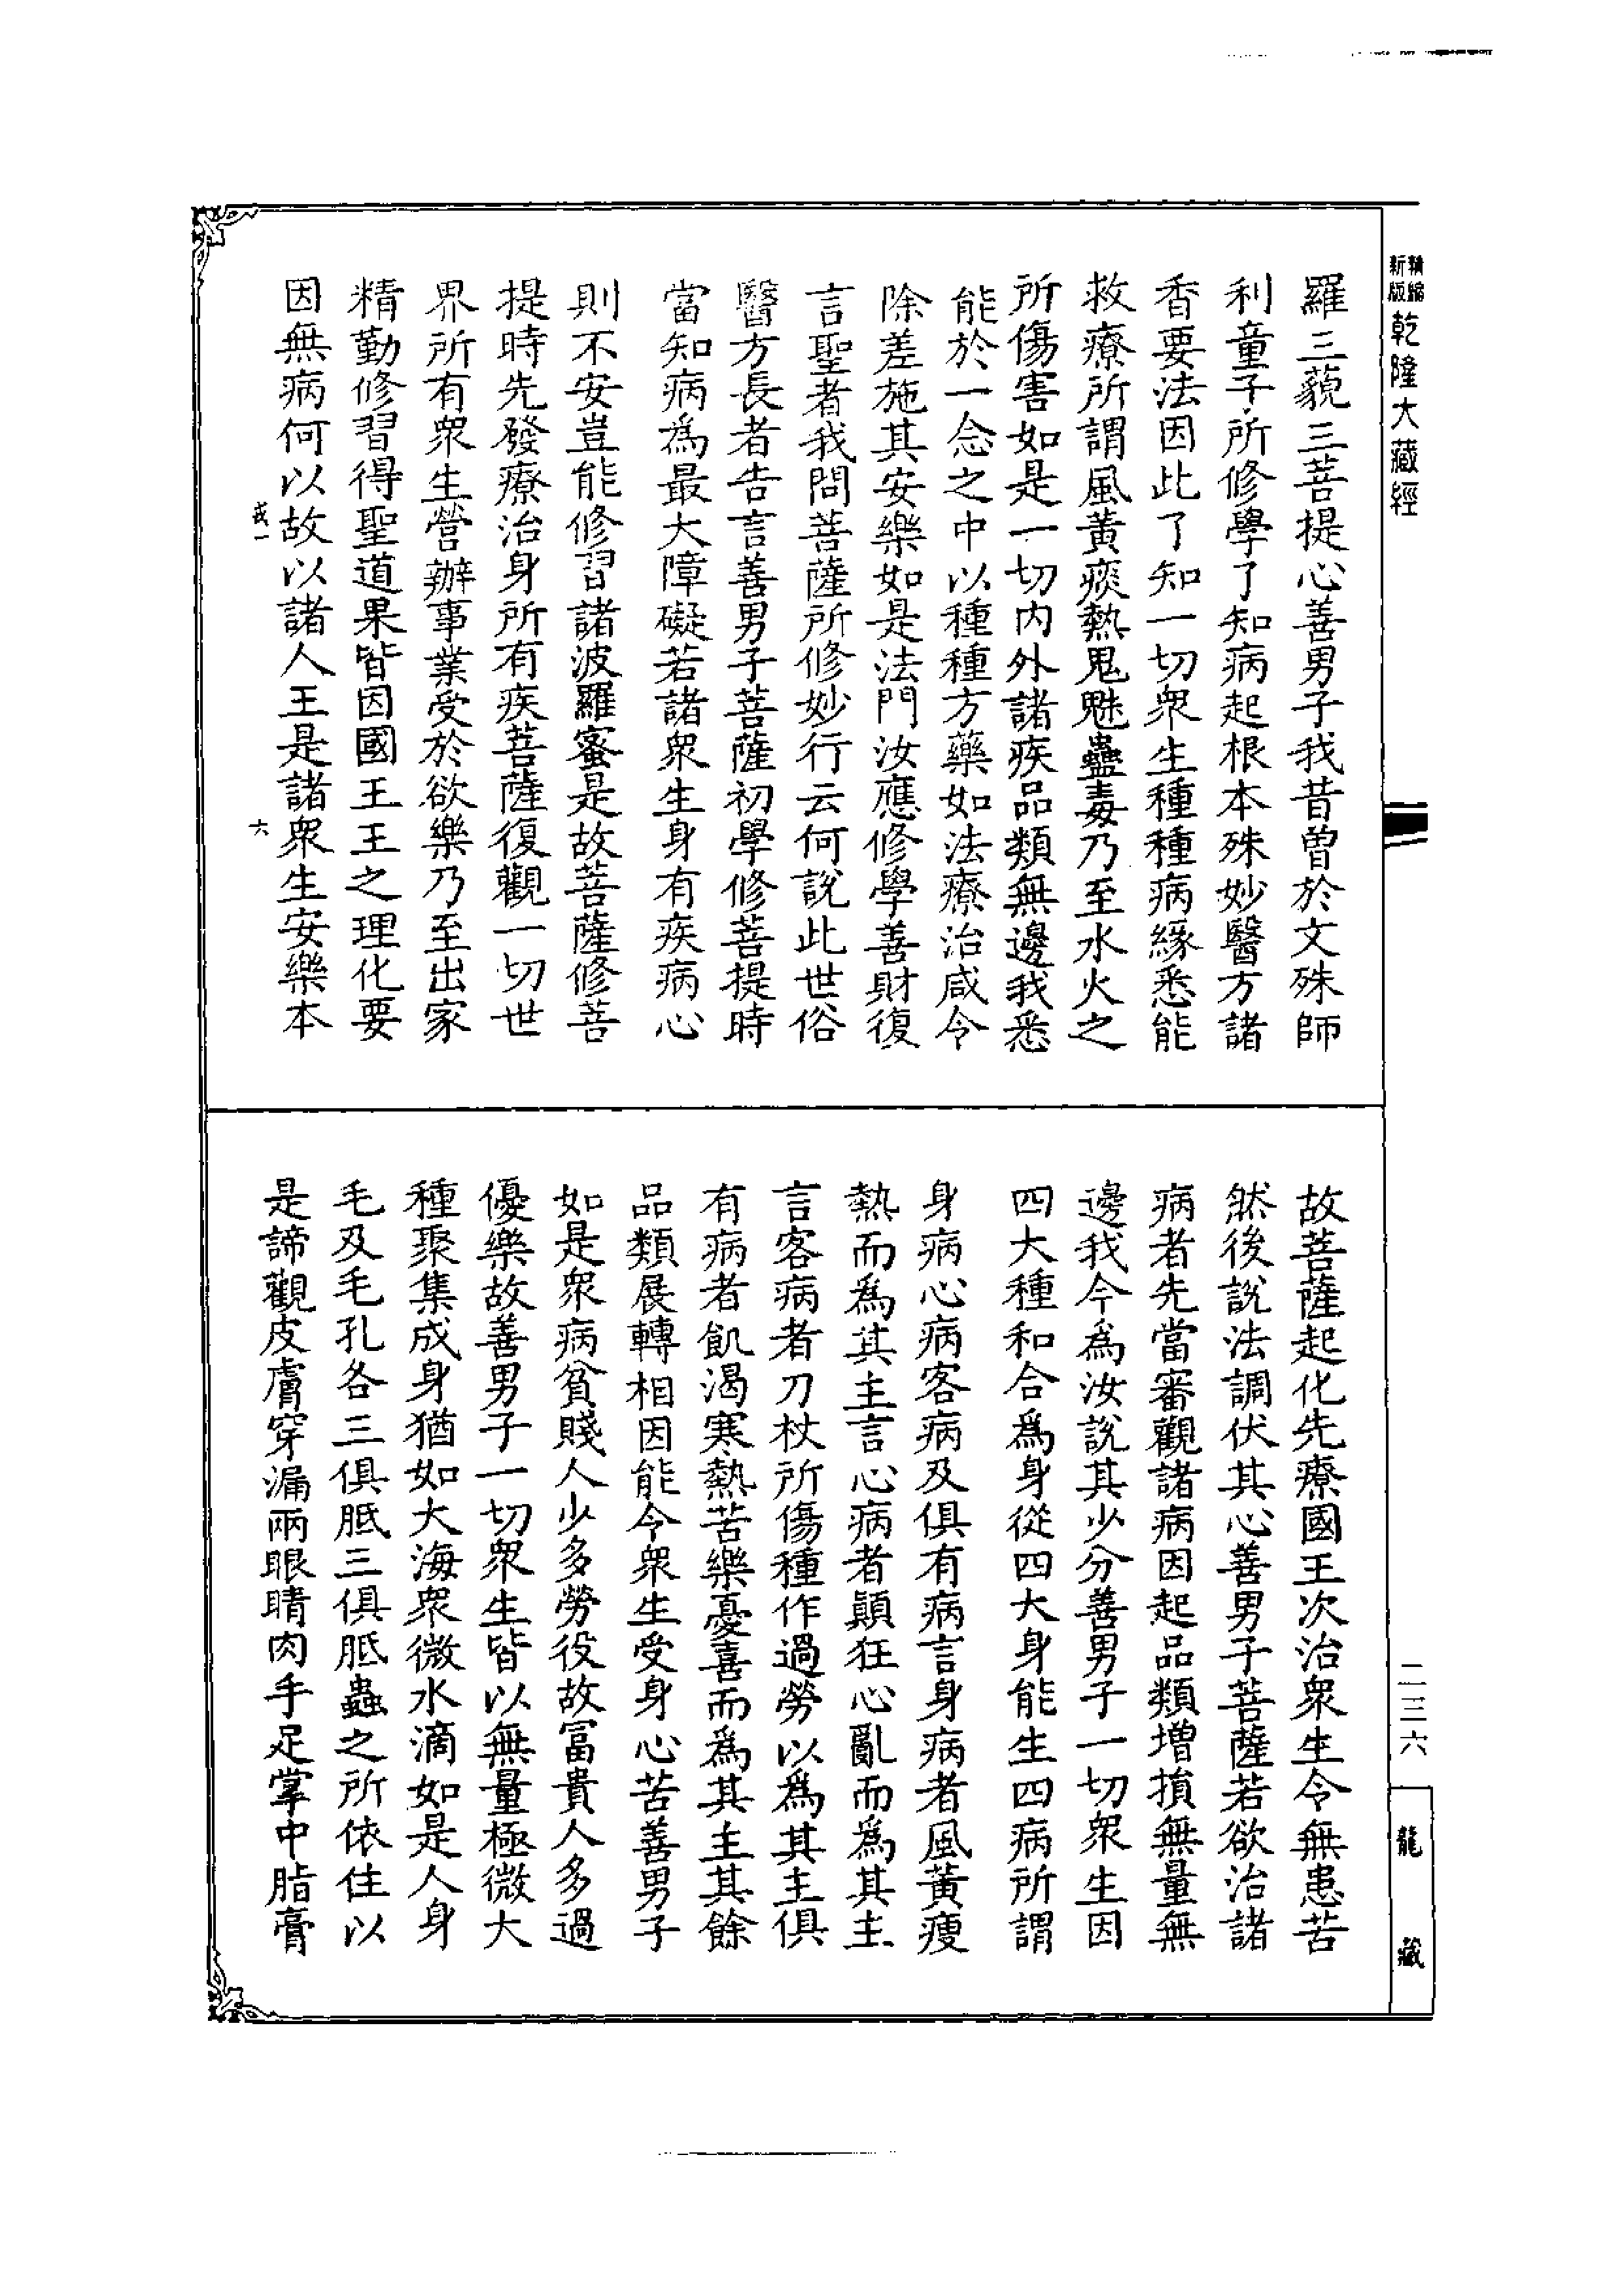 精縮
新版
乾隆大藏經
羅三藐三菩提心善男子我昔曾於文殊師
利童子所修學了知病起根本殊妙醫方諸
香要法因此了知一切衆生種種病緣悉能
救療所謂風黃痰熱鬼魅蠱毒乃至水火之
所傷害如是一切内外諸疾品類無邊我悉
能於一念之中以種種方藥如法療治咸令
除差施其安樂如是法門汝應修學善財復
言聖者我問菩薩所修妙行云何説此世俗
醫方長者告言善男子菩薩初學修菩提時
當知病爲最大障礙若諸衆生身有疾病心
則不安豈能修習諸波羅蜜是故菩薩修菩
提時先發療治身所有疾菩薩復觀一切世
界所有衆生營辦事業受於欲樂乃至出家
精勤修習得聖道果皆因國王王之理化要
因無病何以故以諸人王是諸衆生安樂本
六
故菩薩起化先療國王次治衆生令無患苦
然後説法調伏其心善男子菩薩若欲治諸
病者先當審觀諸病因起品類增損無量無
邊我今爲汝説其少分善男子一切衆生因
四大種和合爲身從四大身能生四病所謂
身病心病客病及俱有病言身病者風黃痰
熱而爲其主言心病者顚狂心亂而爲其主
言客病者刀杖所傷種作過勞以爲其主俱
有病者飢渴寒熱苦樂憂喜而爲其主其餘
品類展轉相因能令衆生受身心苦善男子
如是衆病貧賤人少多勞役故富貴人多過
優樂故善男子一切衆生皆以無量極微大
種聚集成身猶如大海衆微水滴如是人身
毛及毛孔各三俱胝三俱胝蟲之所依住以
是諦觀皮膚穿漏兩眼睛肉手足掌中脂膏
二三六
龍藏